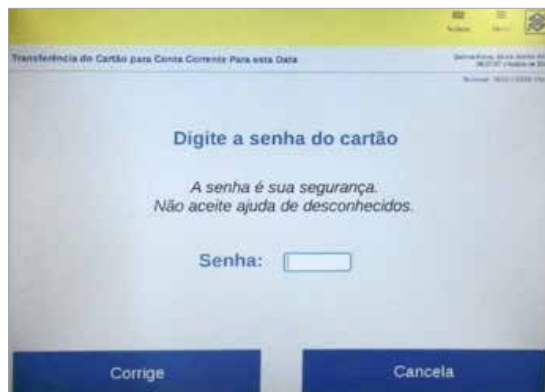 Transferência do Cartão para Conta Corrente Para esta Data
Digite a senha do cartão
A senha é sua segurança.
Não aceite ajuda de desconhecidos.
Senha:
Corrige
Cancela